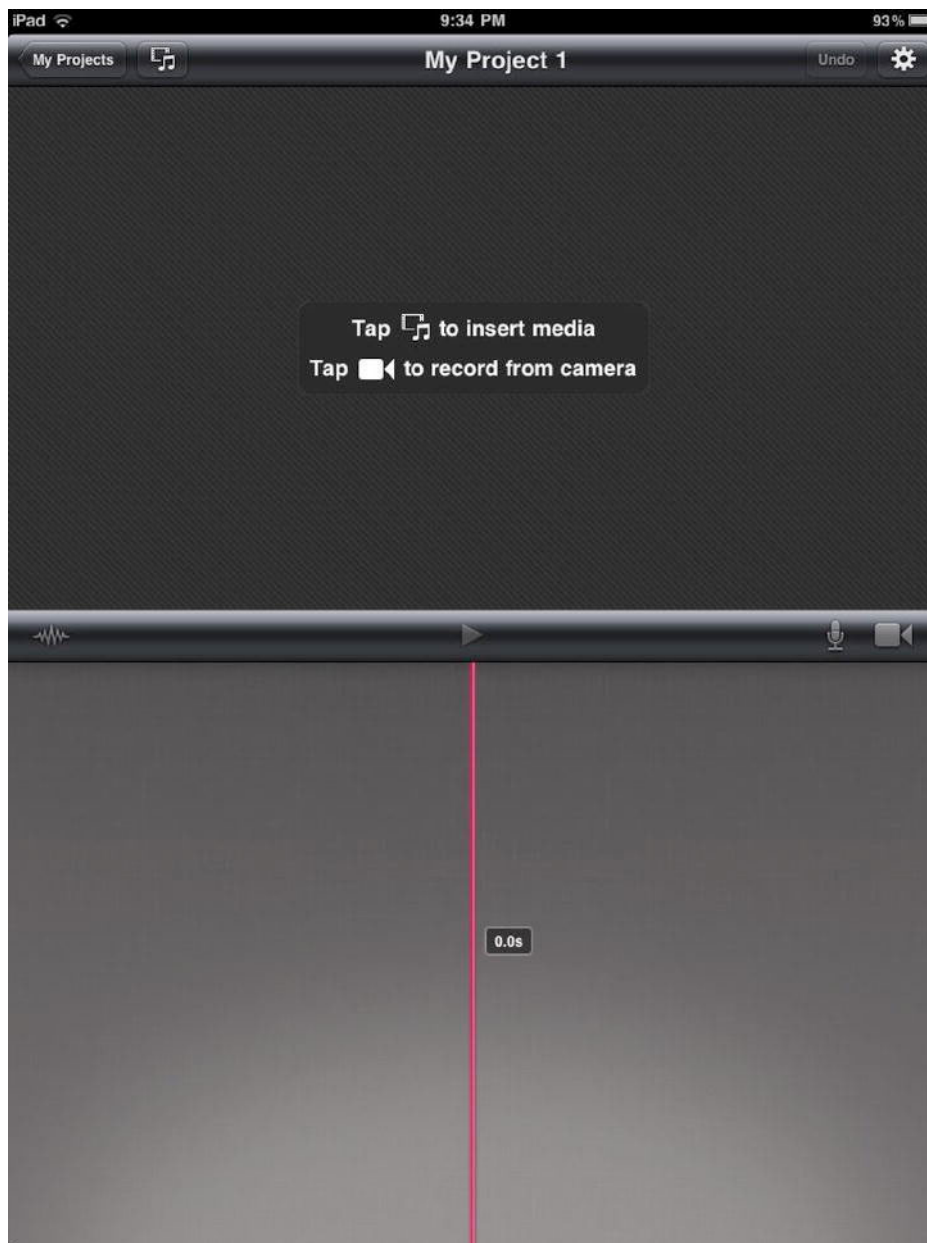 iPad 9:34 PM 93%
My Projects My Project 1 Undo
Tap to insert media
Tap to record from camera
0.0s